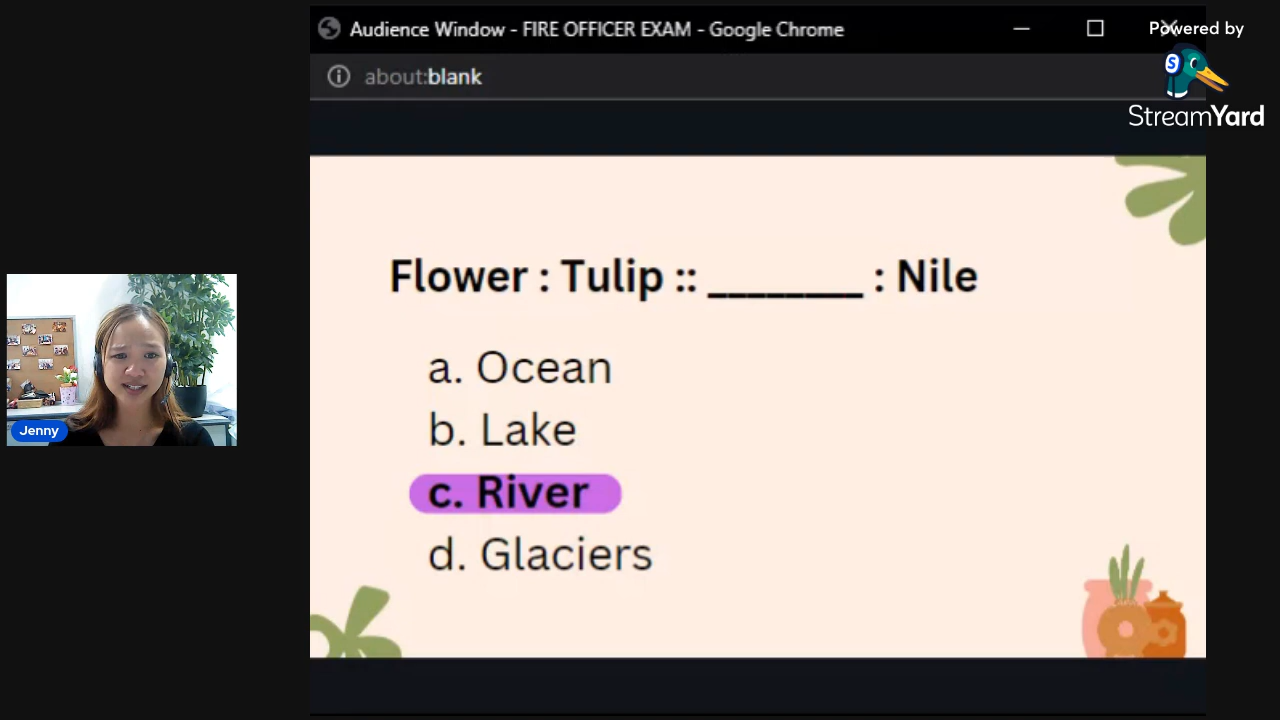 Audience Window - FIRE OFFICER EXAM - Google Chrome
Powered by
about:blank
S
StreamYard
Flower : Tulip :: ________ : Nile
a. Ocean
b. Lake
c. River
d. Glaciers
Jenny